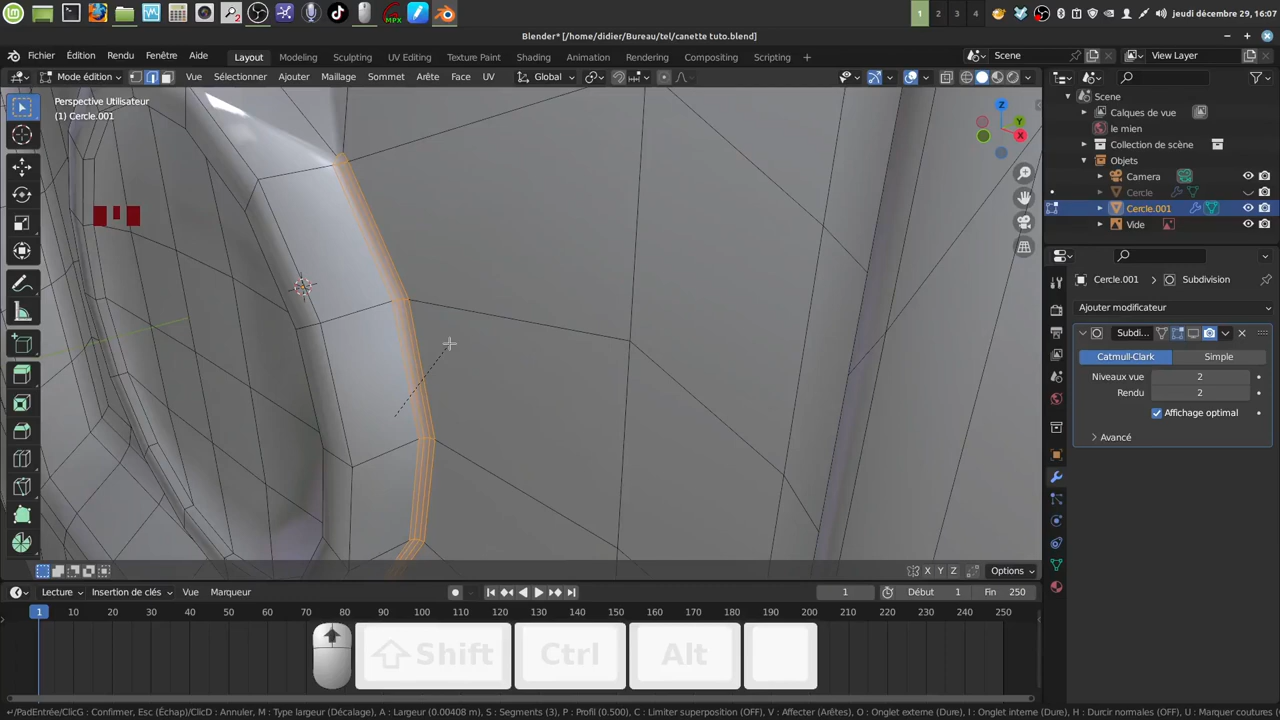 1 2 3 4 jeudi décembre 29, 16:07
Blender* [/home/didier/Bureau/tel/canette tuto.blend]
Fichier Édition Rendu Fenêtre Aide Layout Modeling Sculpting UV Editing Texture Paint Shading Animation Rendering Compositing Scripting + Scene View Layer
Mode édition Vue Sélectionner Ajouter Maillage Sommet Arête Face UV Global
Perspective Utilisateur
(1) Cercle.001
Z
Y
X
Scene
Calques de vue
le mien
Collection de scène
Objets
Camera
Cercle
Cercle.001
Vide
Cercle.001 > Subdivision
Ajouter modificateur
Subdi...
Catmull-Clark Simple
Niveaux vue 2
Rendu 2
Affichage optimal
Avancé
X Y Z Options
Lecture Insertion de clés Vue Marqueur 1 Début 1 Fin 250
1 10 20 30 40 50 60 70 80 90 100 110 120 130 140 150 160 170 180 190 200 210 220 230 240 250
Shift Ctrl Alt
↵/PadEntrée/ClicG : Confirmer, Esc (Échap)/ClicD : Annuler, M : Type largeur (Décalage), A : Largeur (0.00408 m), S : Segments (3), P : Profil (0.500), C : Limiter superposition (OFF), V : Affecter (Arêtes), O : Onglet externe (Dure), I : Onglet interne (Dure), H : Durcir normales (OFF), U : Marquer coutures (